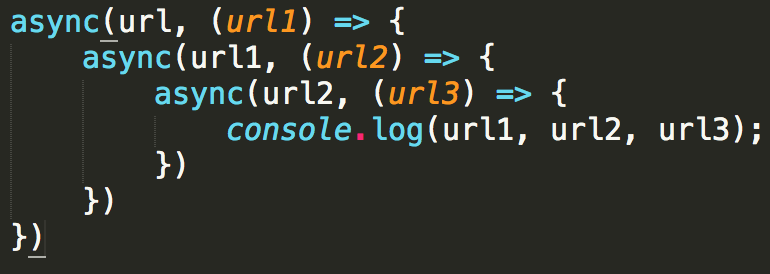 async(url, (url1) => {
    async(url1, (url2) => {
        async(url2, (url3) => {
            console.log(url1, url2, url3);
        })
    })
})